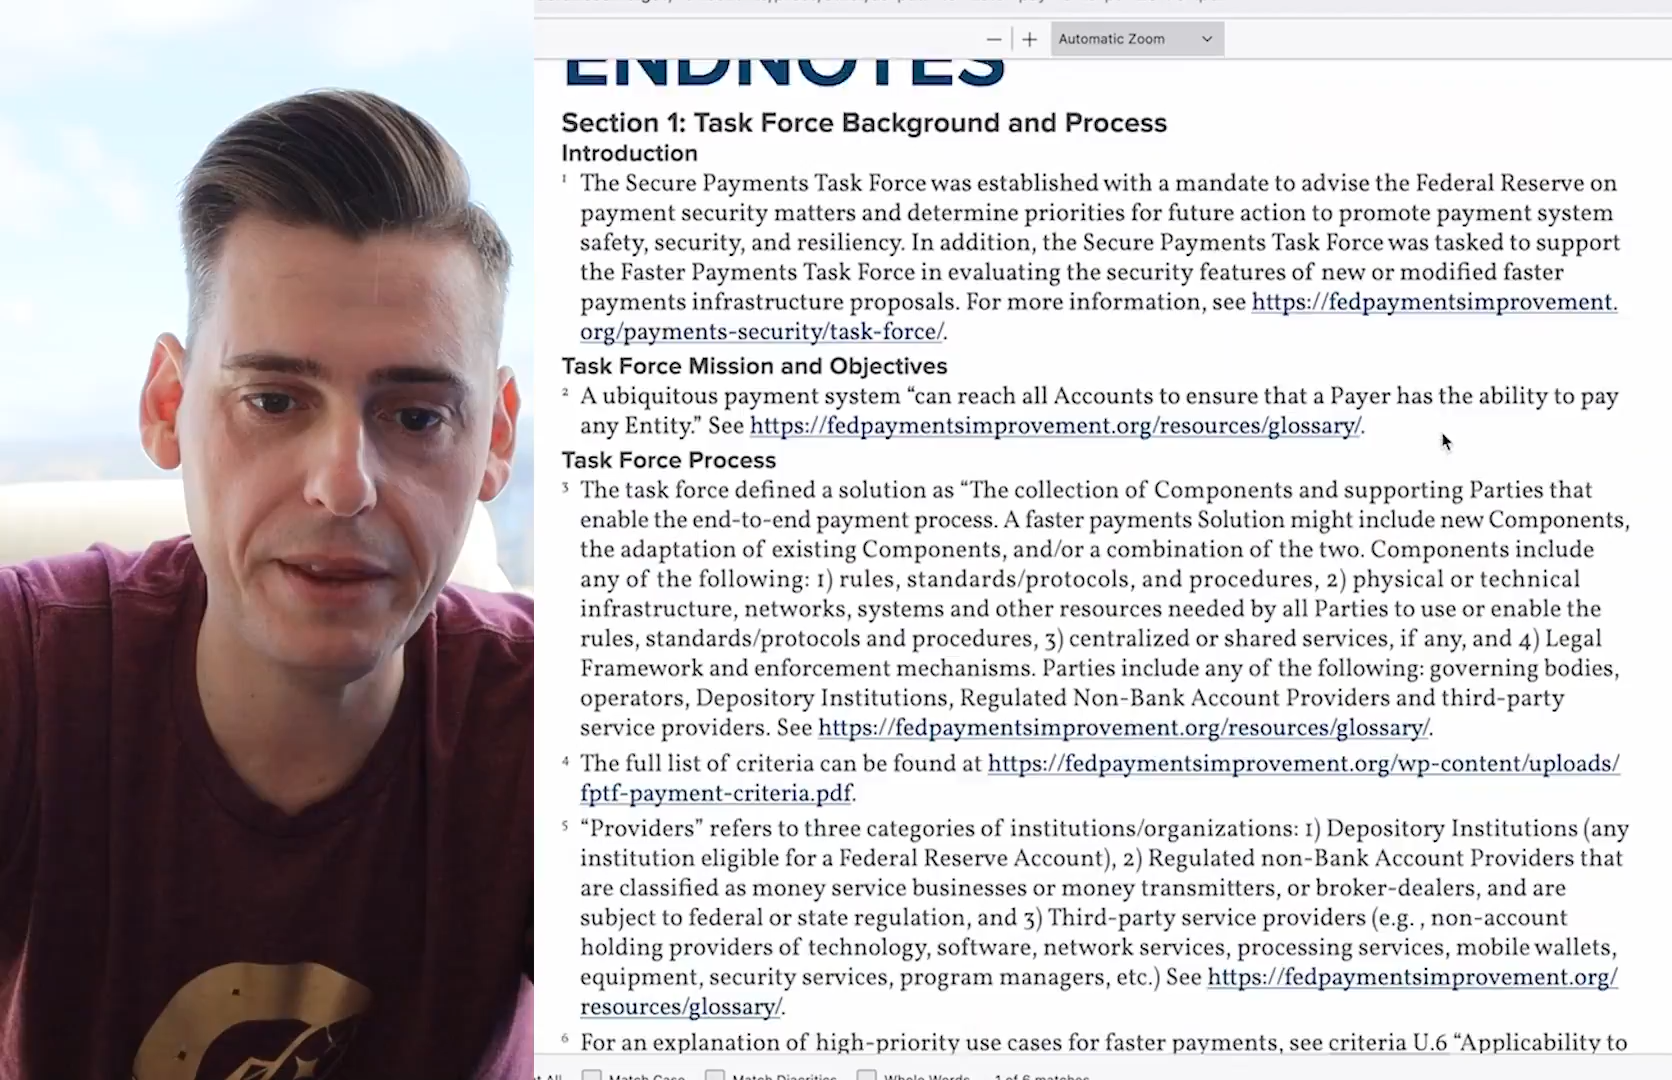 Automatic Zoom
ENDNOTES
Section 1: Task Force Background and Process
Introduction
1 The Secure Payments Task Force was established with a mandate to advise the Federal Reserve on
payment security matters and determine priorities for future action to promote payment system
safety, security, and resiliency. In addition, the Secure Payments Task Force was tasked to support
the Faster Payments Task Force in evaluating the security features of new or modified faster
payments infrastructure proposals. For more information, see https://fedpaymentsimprovement.
org/payments-security/task-force/.
Task Force Mission and Objectives
2 A ubiquitous payment system “can reach all Accounts to ensure that a Payer has the ability to pay
any Entity.” See https://fedpaymentsimprovement.org/resources/glossary/.
Task Force Process
3 The task force defined a solution as “The collection of Components and supporting Parties that
enable the end-to-end payment process. A faster payments Solution might include new Components,
the adaptation of existing Components, and/or a combination of the two. Components include
any of the following: 1) rules, standards/protocols, and procedures, 2) physical or technical
infrastructure, networks, systems and other resources needed by all Parties to use or enable the
rules, standards/protocols and procedures, 3) centralized or shared services, if any, and 4) Legal
Framework and enforcement mechanisms. Parties include any of the following: governing bodies,
operators, Depository Institutions, Regulated Non-Bank Account Providers and third-party
service providers. See https://fedpaymentsimprovement.org/resources/glossary/.
4 The full list of criteria can be found at https://fedpaymentsimprovement.org/wp-content/uploads/
fptf-payment-criteria.pdf.
5 “Providers” refers to three categories of institutions/organizations: 1) Depository Institutions (any
institution eligible for a Federal Reserve Account), 2) Regulated non-Bank Account Providers that
are classified as money service businesses or money transmitters, or broker-dealers, and are
subject to federal or state regulation, and 3) Third-party service providers (e.g. , non-account
holding providers of technology, software, network services, processing services, mobile wallets,
equipment, security services, program managers, etc.) See https://fedpaymentsimprovement.org/
resources/glossary/.
6 For an explanation of high-priority use cases for faster payments, see criteria U.6 “Applicability to
All Match Case Match Diacritics Whole Words 1 of 6 matches